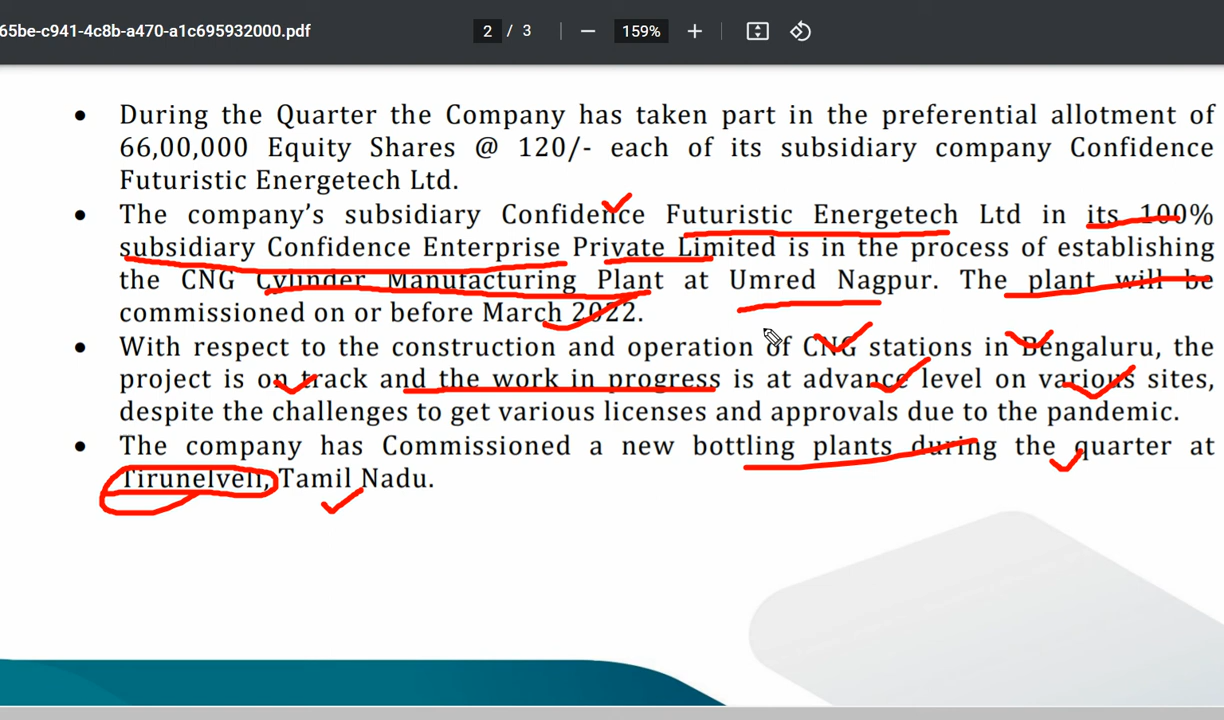 65be-c941-4c8b-a470-a1c695932000.pdf 2 / 3 159%
• During the Quarter the Company has taken part in the preferential allotment of
66,00,000 Equity Shares @ 120/- each of its subsidiary company Confidence
Futuristic Energetech Ltd.
• The company's subsidiary Confidence Futuristic Energetech Ltd in its 100%
subsidiary Confidence Enterprise Private Limited is in the process of establishing
the CNG Cylinder Manufacturing Plant at Umred Nagpur. The plant will be
commissioned on or before March 2022.
• With respect to the construction and operation of CNG stations in Bengaluru, the
project is on track and the work in progress is at advance level on various sites,
despite the challenges to get various licenses and approvals due to the pandemic.
• The company has Commissioned a new bottling plants during the quarter at
Tirunelveli, Tamil Nadu.